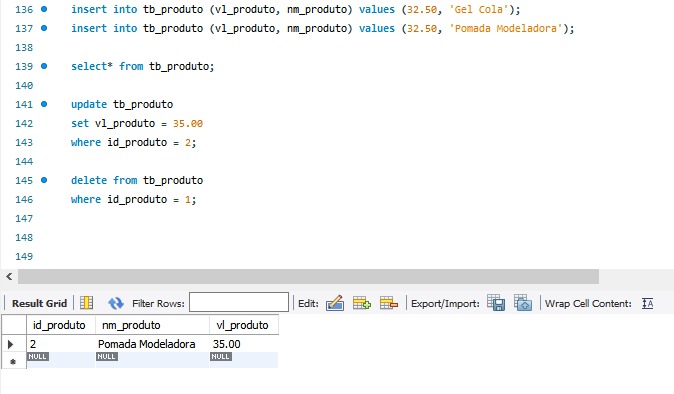 136 insert into tb_produto (vl_produto, nm_produto) values (32.50, 'Gel Cola');
137 insert into tb_produto (vl_produto, nm_produto) values (32.50, 'Pomada Modeladora');
138
139 select* from tb_produto;
140
141 update tb_produto
142 set vl_produto = 35.00
143 where id_produto = 2;
144
145 delete from tb_produto
146 where id_produto = 1;
147
148
149
Result Grid Filter Rows: Edit: Export/Import: Wrap Cell Content: IA
id_produto nm_produto vl_produto
2 Pomada Modeladora 35.00
NULL NULL NULL